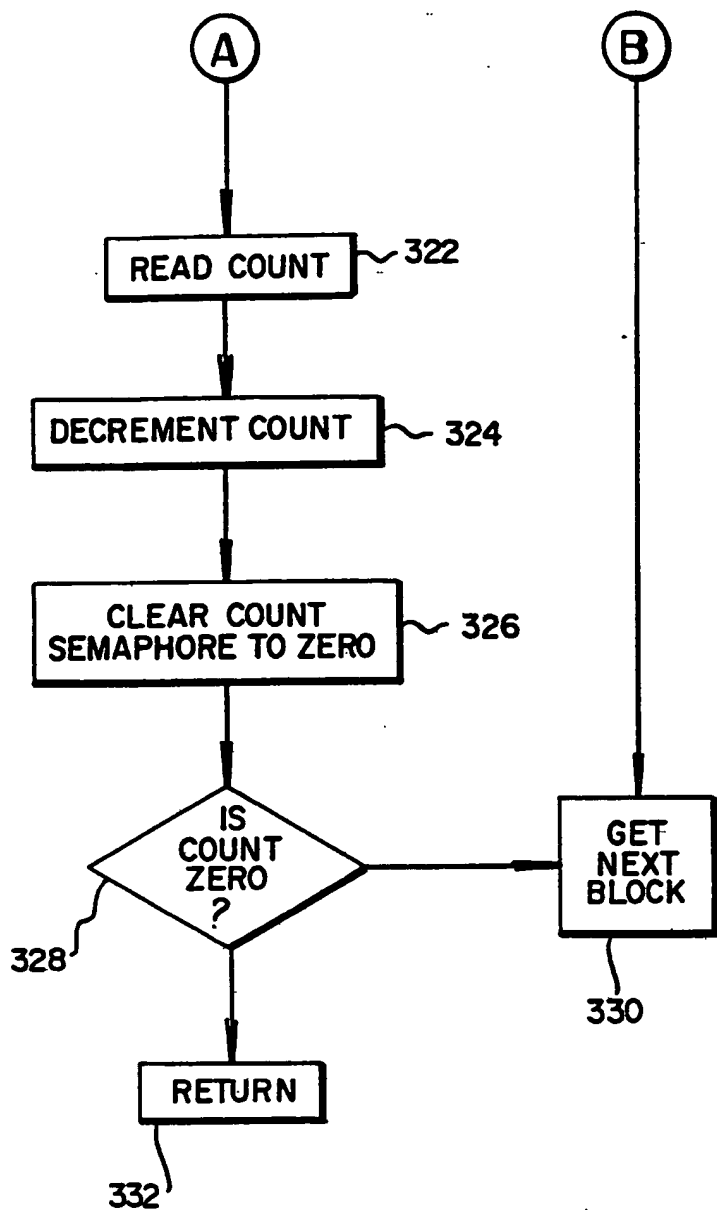 A
B
READ COUNT
322
DECREMENT COUNT
324
CLEAR COUNT
SEMAPHORE TO ZERO
326
IS
COUNT
ZERO
?
328
GET
NEXT
BLOCK
330
RETURN
332